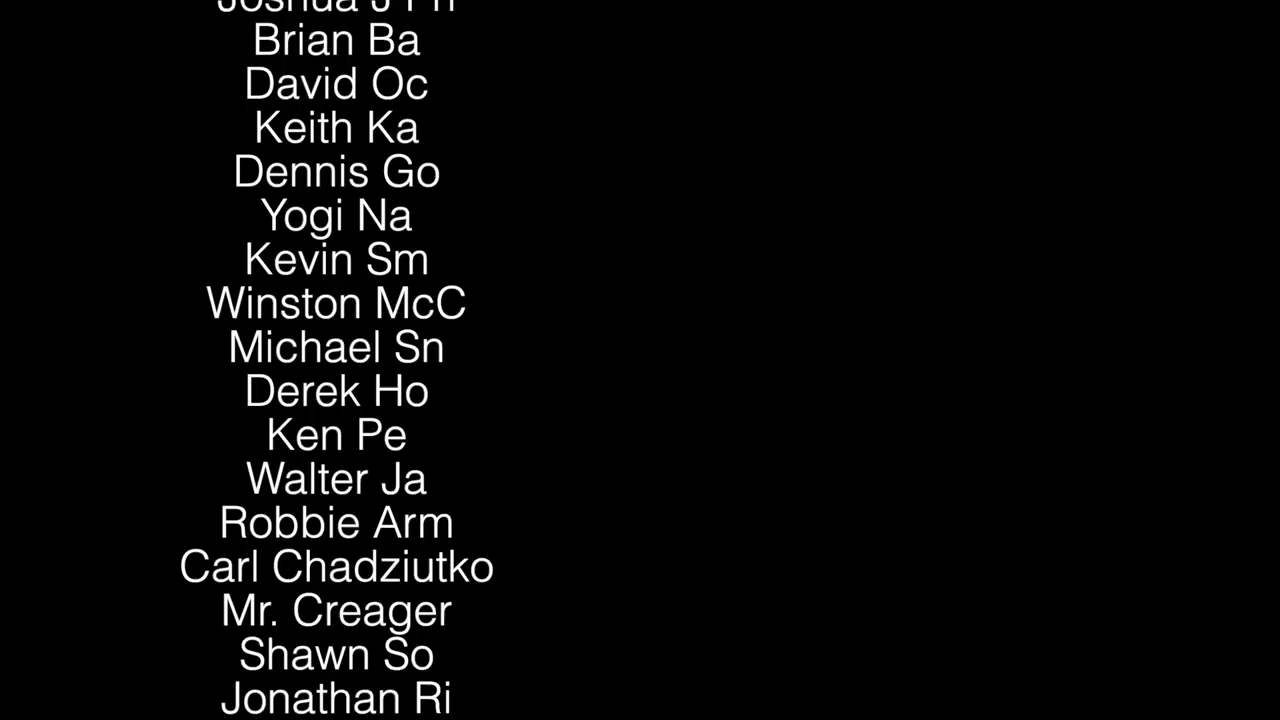 Joshua J
Brian Ba
David Oc
Keith Ka
Dennis Go
Yogi Na
Kevin Sm
Winston McC
Michael Sn
Derek Ho
Ken Pe
Walter Ja
Robbie Arm
Carl Chadziutko
Mr. Creager
Shawn So
Jonathan Ri